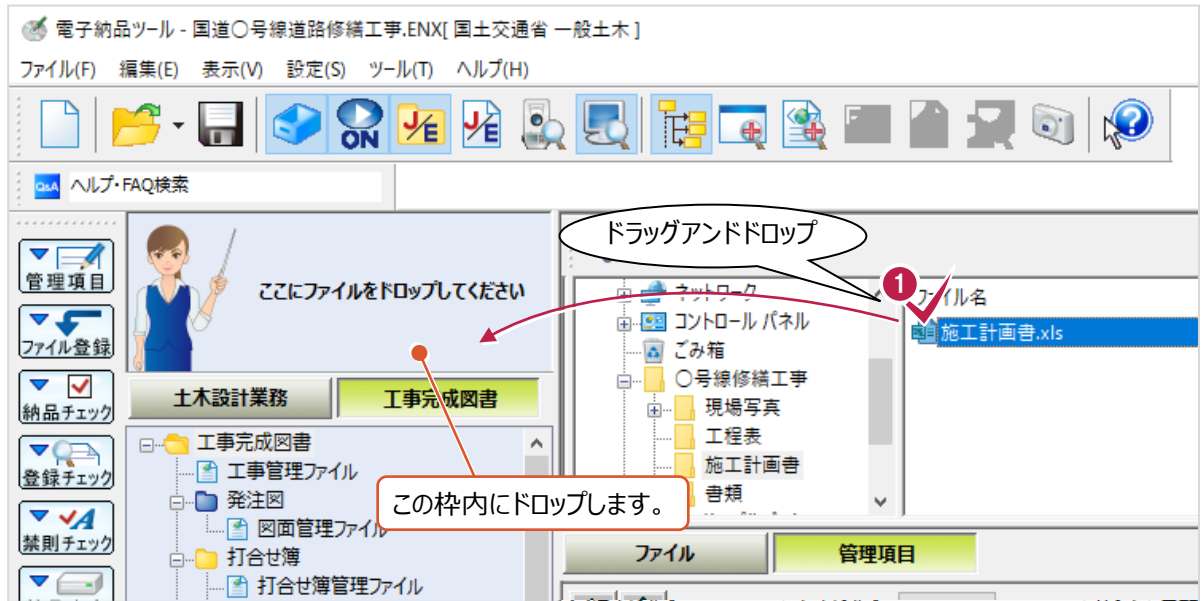 電子納品ツール - 国道〇号線道路修繕工事.ENX[ 国土交通省 一般土木 ]
ファイル(F) 編集(E) 表示(V) 設定(S) ツール(T) ヘルプ(H)
ON J/E J/E ?
Q&A ヘルプ・FAQ検索
管理項目
ファイル登録
納品チェック
登録チェック
禁則チェック
ここにファイルをドロップしてください
土木設計業務 工事完成図書
工事完成図書
工事管理ファイル
発注図
図面管理ファイル
打合せ簿
打合せ簿管理ファイル
この枠内にドロップします。
ドラッグアンドドロップ
ネットワーク
コントロール パネル
ごみ箱
〇号線修繕工事
現場写真
工程表
施工計画書
書類
1
ファイル名
施工計画書.xls
ファイル 管理項目